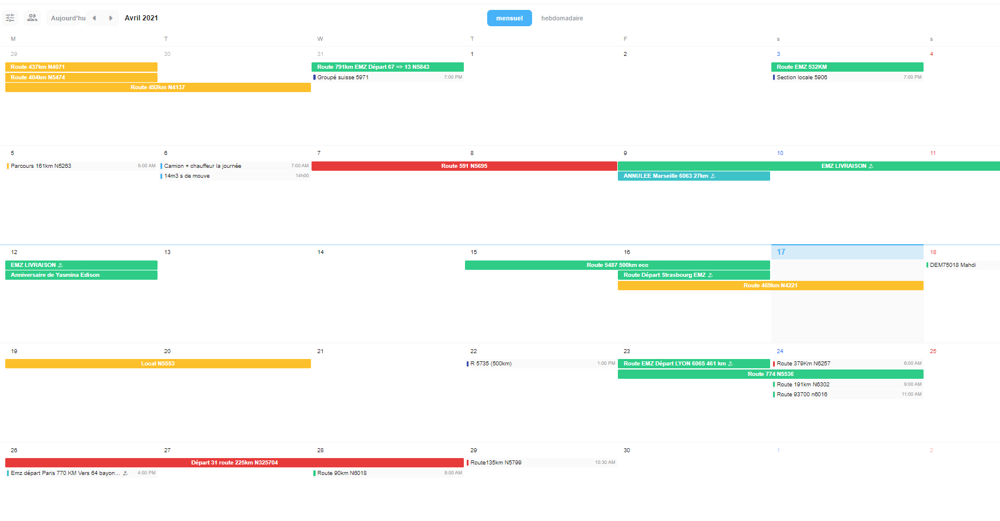 Aujourd'hu
Avril 2021
mensuel
hebdomadaire
M T W T F s s
29 30 31 1 2 3 4
Route 437km N4071
Route 791km EMZ Départ 67 => 13 N5843
Route EMZ 532KM
Route 404km N5474
Groupé suisse 5971 7:00 PM
Section locale 5906 7:00 PM
Route 492km N4137
5 6 7 8 9 10 11
Parcours 161km N5263 5:00 AM
Camion + chauffeur la journée 7:00 AM
Route 591 N5695
EMZ LIVRAISON
14m3 s de mouve 14h00
ANNULEE Marseille 6063 27km
12 13 14 15 16 17 18
EMZ LIVRAISON
Route 5487 500km eco
DEM75018 Mahdi
Anniversaire de Yasmina Edison
Route Départ Strasbourg EMZ
Route 469km N4221
19 20 21 22 23 24 25
Local N5553
R 5735 (500km) 1:00 PM
Route EMZ Départ LYON 6065 461 km
Route 379Km N6257 8:00 AM
Route 774 N5536
Route 191km N6302 9:00 AM
Route 93700 n6016 11:00 AM
26 27 28 29 30 1 2
Départ 31 route 225km N325704
Route135km N5799 10:30 AM
Emz départ Paris 770 KM Vers 64 bayon... 4:00 PM
Route 90km N6018 8:00 AM